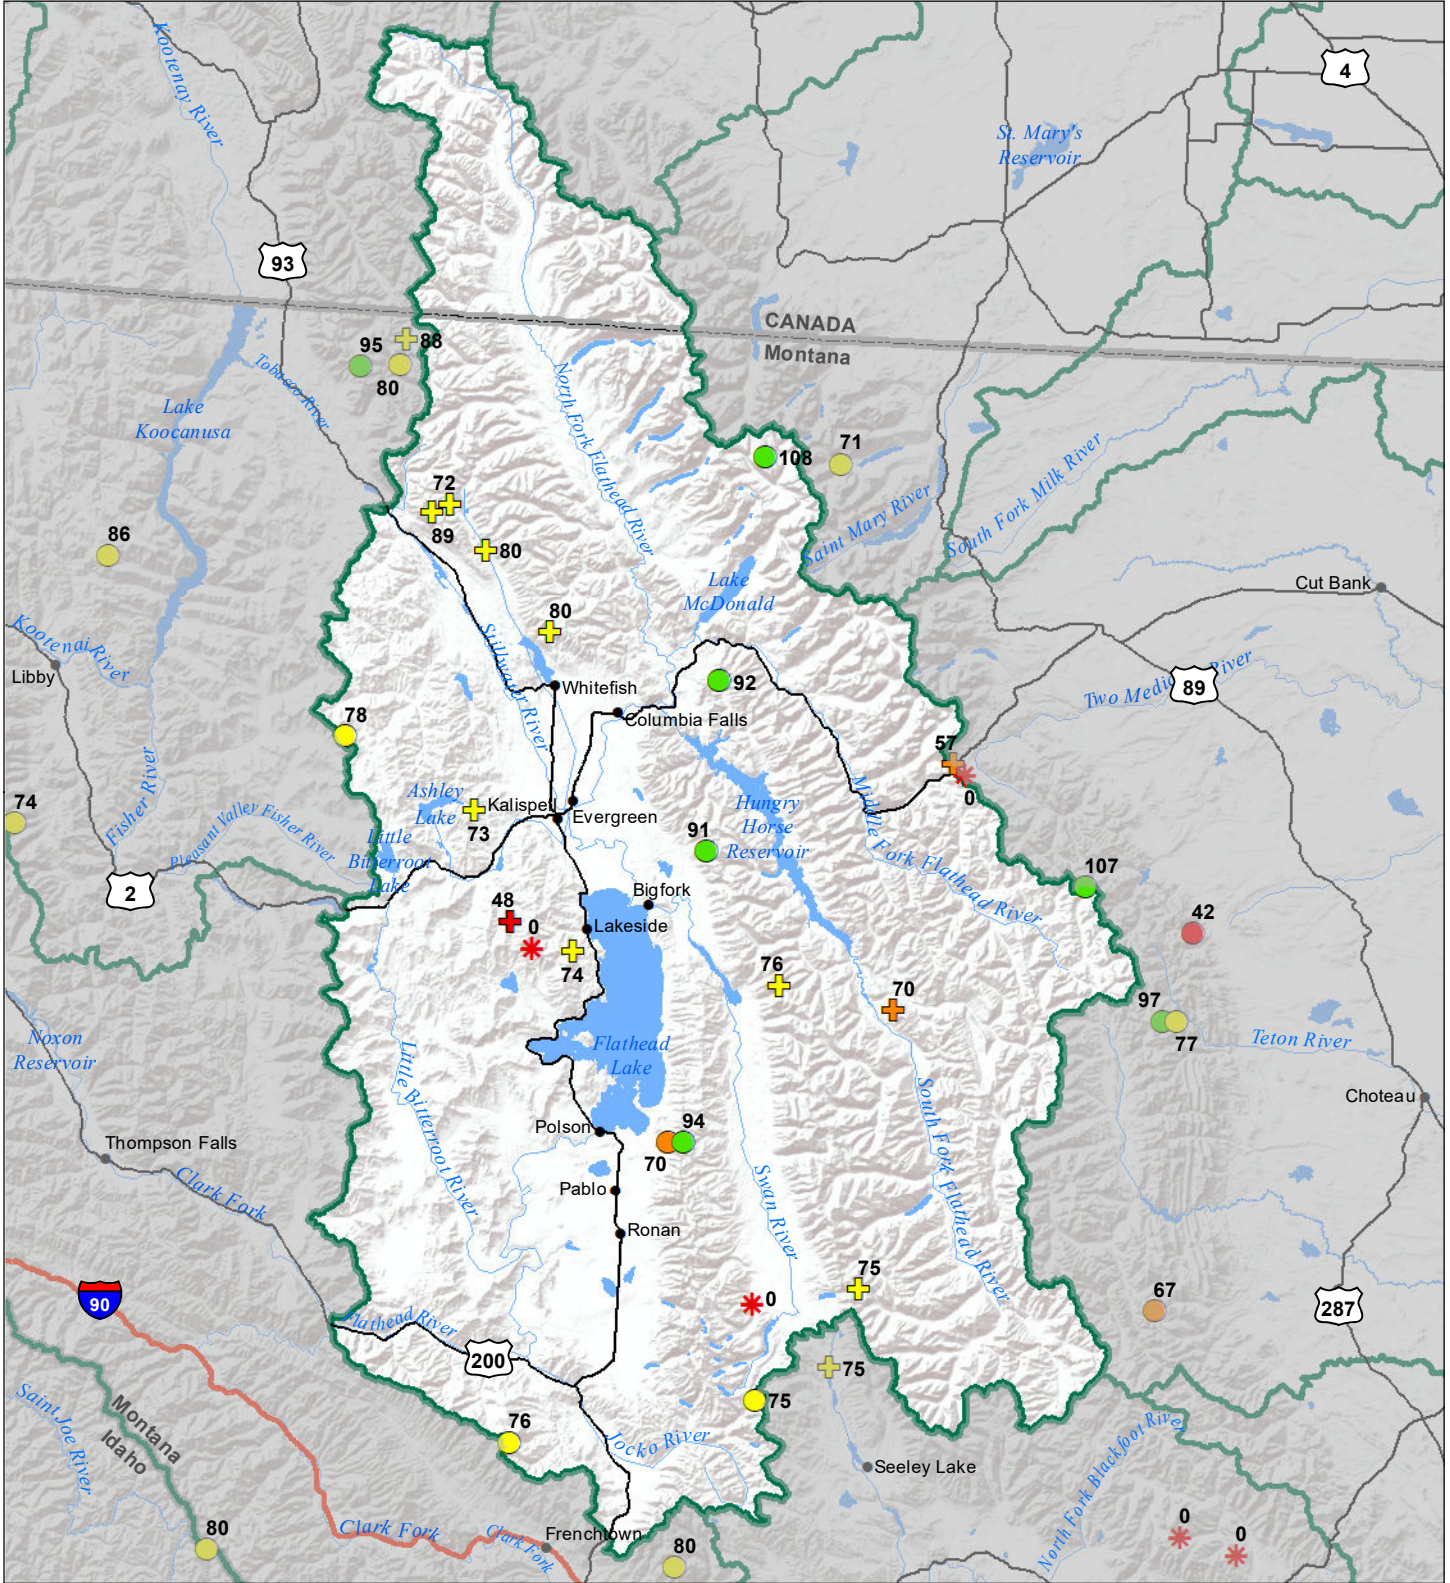 Kootenay River
4
St. Mary's
Reservoir
93
CANADA
Montana
88
95
80
Tobacco River
Lake
Koocanusa
North Fork Flathead River
108
71
72
89
80
Saint Mary River
South Fork Milk River
86
Lake
McDonald
Cut Bank
80
Kootenai River
Libby
Stillwater River
Whitefish
92
Columbia Falls
Two Medicine River
89
78
57
0
74
Fisher River
Pleasant Valley Fisher River
Ashley
Lake
73
Kalispell
Evergreen
Hungry
Horse
Reservoir
Middle Fork Flathead River
91
Little
Bitterroot
Lake
2
107
Bigfork
48
0
Lakeside
42
74
76
70
97
77
Teton River
Noxon
Reservoir
Flathead
Lake
Little Bitterroot River
South Fork Flathead River
Choteau
Polson
94
70
Thompson Falls
Clark Fork
Swan River
Pablo
Ronan
75
0
67
90
287
Flathead River
200
75
75
Saint Joe River
Montana
Idaho
76
Jocko River
Seeley Lake
North Fork Blackfoot River
80
Clark Fork
Clark Fork
Frenchtown
80
0
0